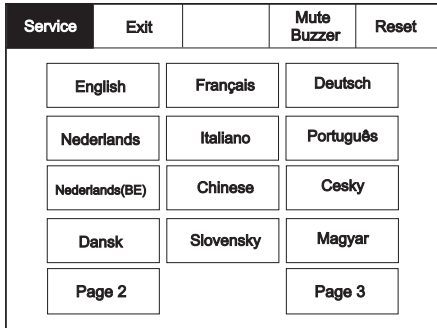 Service Exit Mute Buzzer Reset
English Français Deutsch
Nederlands Italiano Português
Nederlands(BE) Chinese Cesky
Dansk Slovensky Magyar
Page 2 Page 3